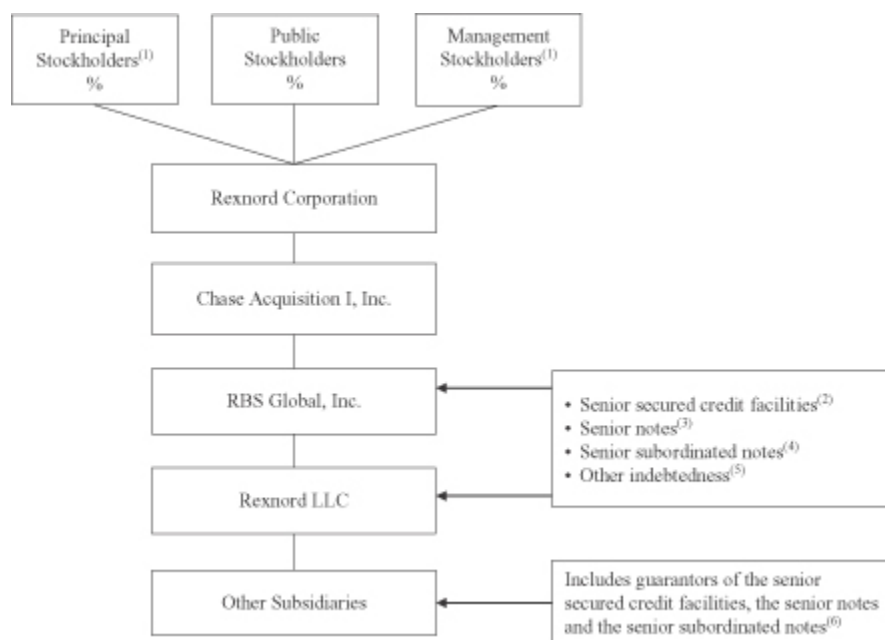 Principal
Stockholders(1)
%
Public
Stockholders
%
Management
Stockholders(1)
%
Rexnord Corporation
Chase Acquisition I, Inc.
RBS Global, Inc.
• Senior secured credit facilities(2)
• Senior notes(3)
• Senior subordinated notes(4)
• Other indebtedness(5)
Rexnord LLC
Other Subsidiaries
Includes guarantors of the senior
secured credit facilities, the senior notes
and the senior subordinated notes(6)